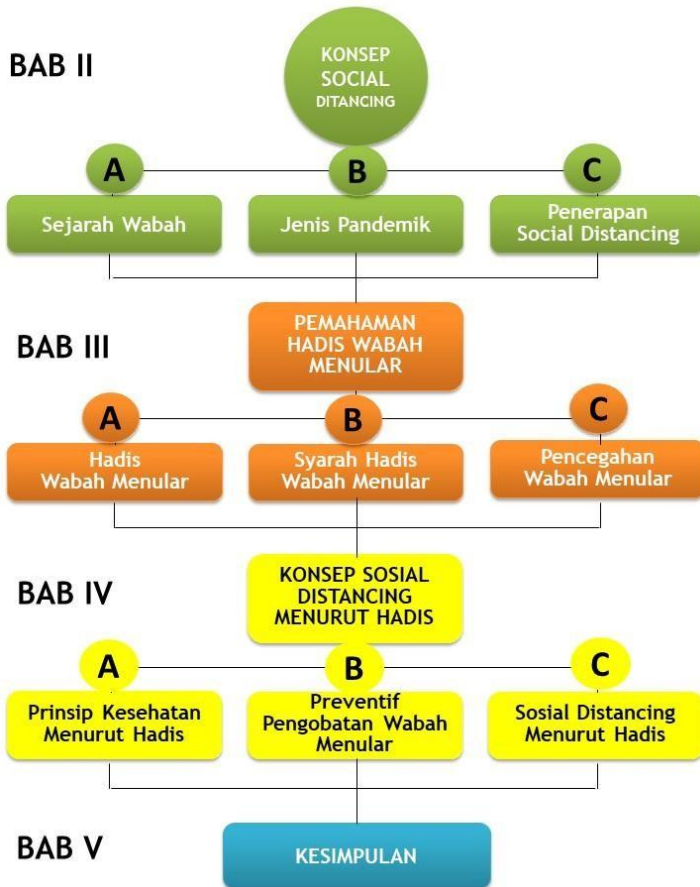 BAB II
KONSEP
SOCIAL
DITANCING
A
B
C
Sejarah Wabah
Jenis Pandemik
Penerapan
Social Distancing
BAB III
PEMAHAMAN
HADIS WABAH
MENULAR
A
B
C
Hadis
Wabah Menular
Syarah Hadis
Wabah Menular
Pencegahan
Wabah Menular
BAB IV
KONSEP SOSIAL
DISTANCING
MENURUT HADIS
A
B
C
Prinsip Kesehatan
Menurut Hadis
Preventif
Pengobatan Wabah
Menular
Sosial Distancing
Menurut Hadis
BAB V
KESIMPULAN